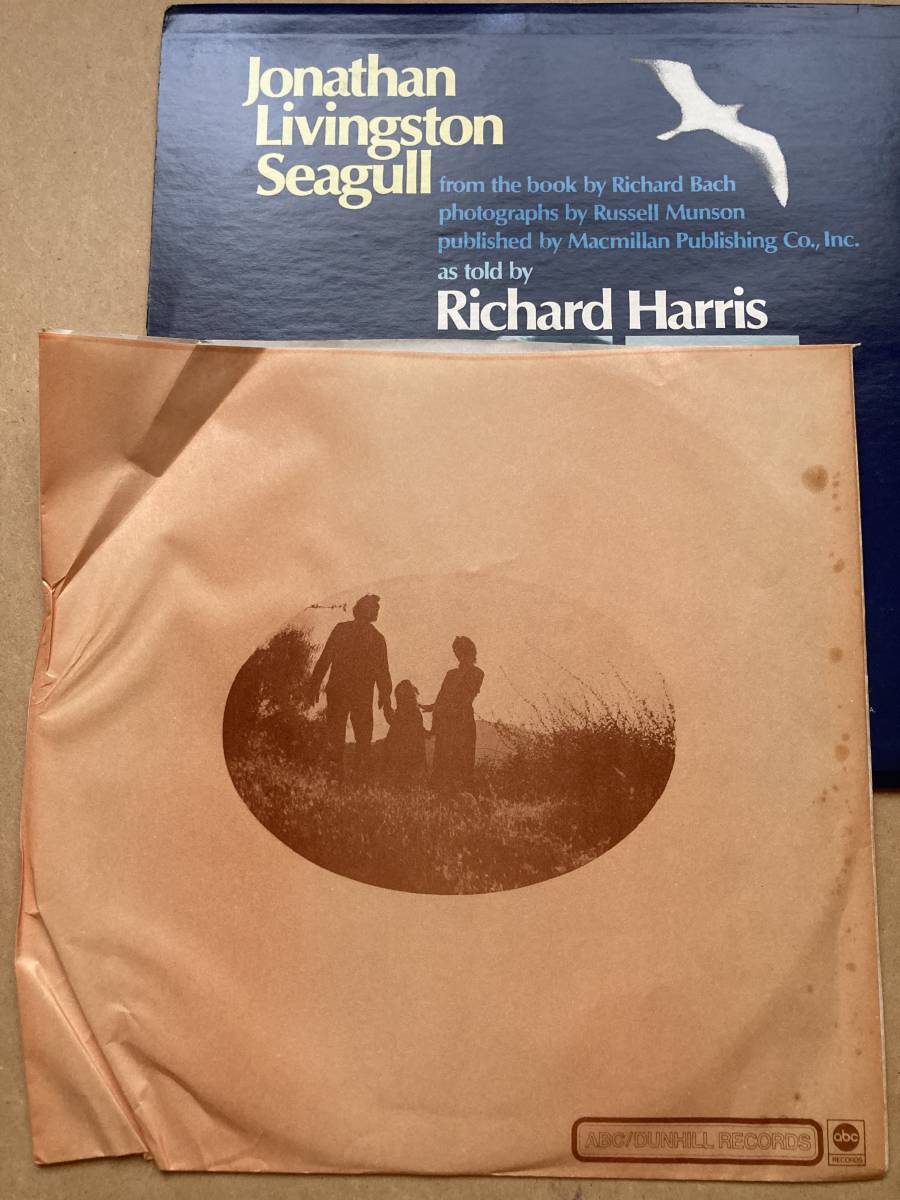 Jonathan
Livingston
Seagull
from the book by Richard Bach
photographs by Russell Munson
published by Macmillan Publishing Co., Inc.
as told by
Richard Harris
ABC/DUNHILL RECORDS
abc
RECORDS